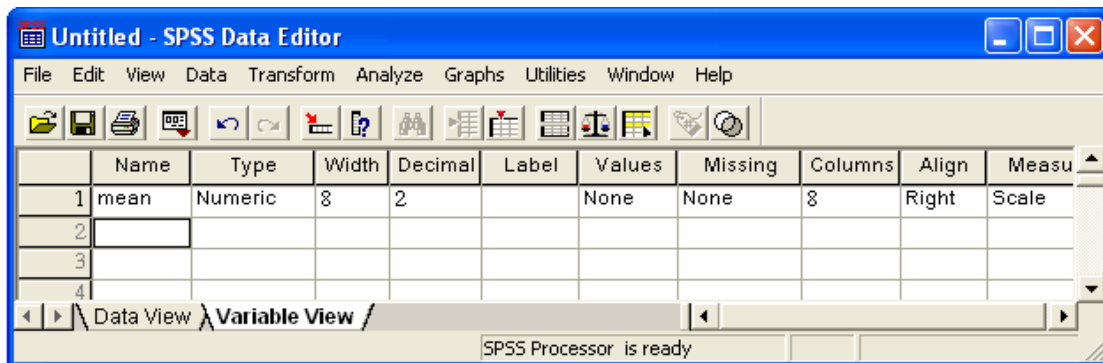 SPSS
Untitled - SPSS Data Editor
File Edit View Data Transform Analyze Graphs Utilities Window Help
Name Type Width Decimal Label Values Missing Columns Align Measu
1 mean Numeric 8 2 None None 8 Right Scale
2
3
4
Data View Variable View
SPSS Processor is ready